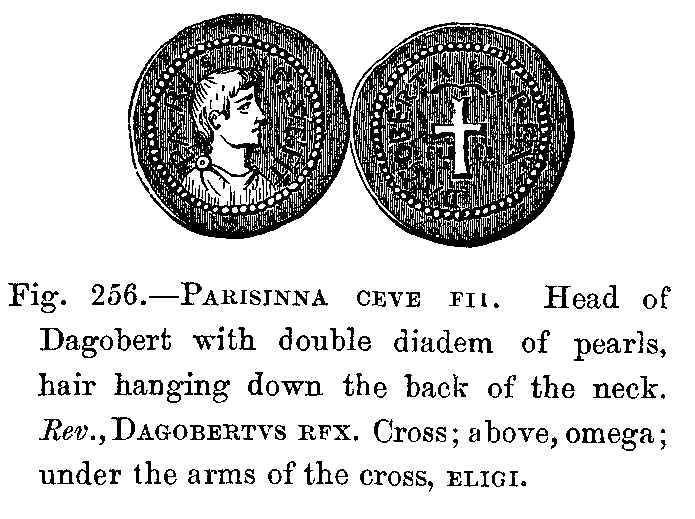 Fig. 256.—PARISINNA CEVE FII. Head of
Dagobert with double diadem of pearls,
hair hanging down the back of the neck.
Rev., DAGOBERTVS RFX. Cross; above, omega;
under the arms of the cross, ELIGI.